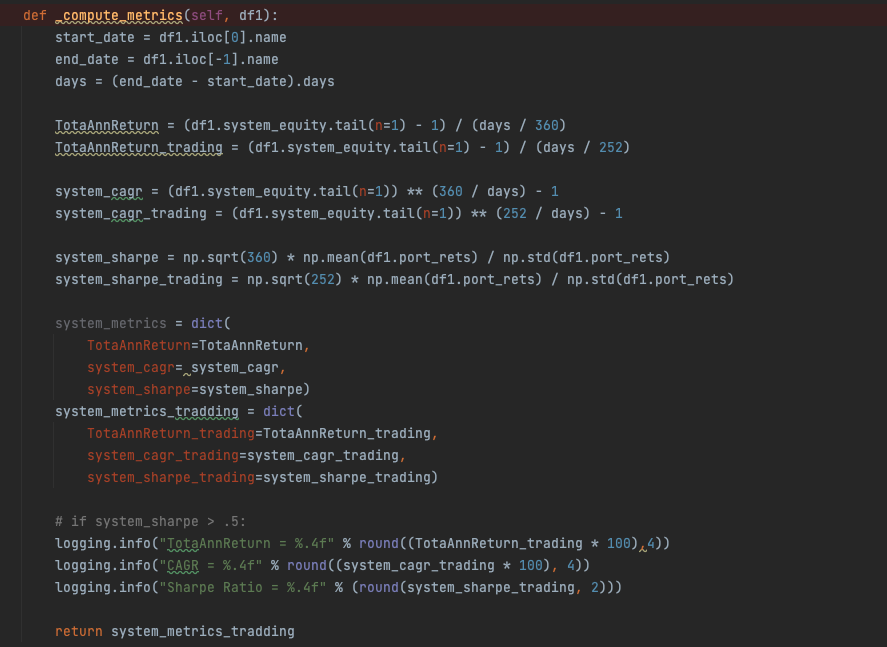 def _compute_metrics(self, df1):
    start_date = df1.iloc[0].name
    end_date = df1.iloc[-1].name
    days = (end_date - start_date).days
    TotaAnnReturn = (df1.system_equity.tail(n=1) - 1) / (days / 360)
    TotaAnnReturn_trading = (df1.system_equity.tail(n=1) - 1) / (days / 252)
    system_cagr = (df1.system_equity.tail(n=1)) ** (360 / days) - 1
    system_cagr_trading = (df1.system_equity.tail(n=1)) ** (252 / days) - 1
    system_sharpe = np.sqrt(360) * np.mean(df1.port_rets) / np.std(df1.port_rets)
    system_sharpe_trading = np.sqrt(252) * np.mean(df1.port_rets) / np.std(df1.port_rets)
    system_metrics = dict(
        TotaAnnReturn=TotaAnnReturn,
        system_cagr= system_cagr,
        system_sharpe=system_sharpe)
    system_metrics_tradding = dict(
        TotaAnnReturn_trading=TotaAnnReturn_trading,
        system_cagr_trading=system_cagr_trading,
        system_sharpe_trading=system_sharpe_trading)
    # if system_sharpe > .5:
    logging.info("TotaAnnReturn = %.4f" % round((TotaAnnReturn_trading * 100),4))
    logging.info("CAGR = %.4f" % round((system_cagr_trading * 100), 4))
    logging.info("Sharpe Ratio = %.4f" % (round(system_sharpe_trading, 2)))
    return system_metrics_tradding